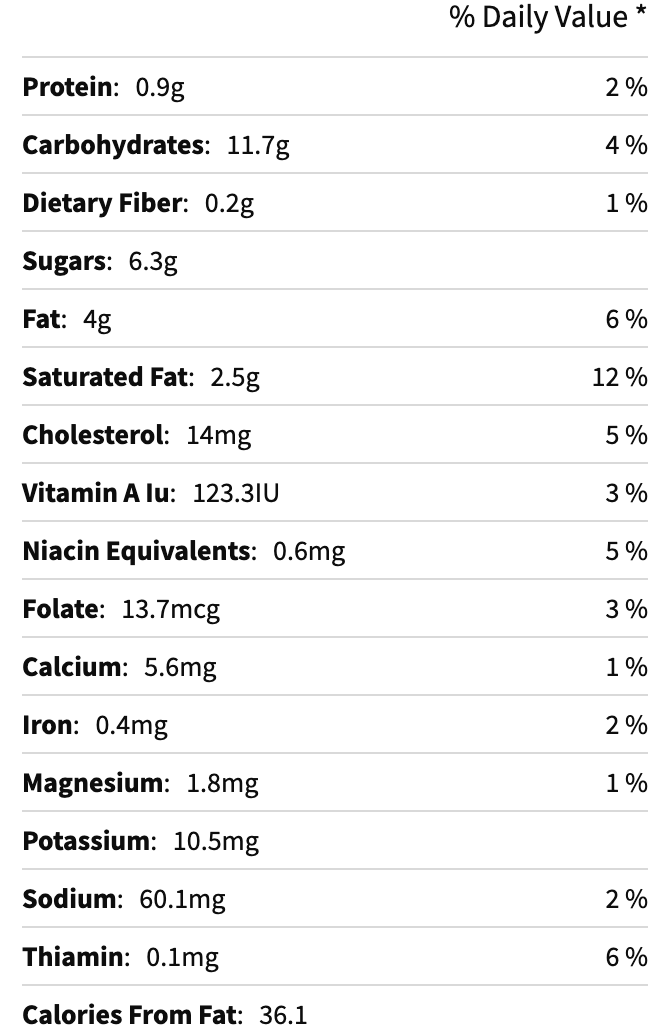 % Daily Value *
Protein: 0.9g 2 %
Carbohydrates: 11.7g 4 %
Dietary Fiber: 0.2g 1 %
Sugars: 6.3g
Fat: 4g 6 %
Saturated Fat: 2.5g 12 %
Cholesterol: 14mg 5 %
Vitamin A Iu: 123.3IU 3 %
Niacin Equivalents: 0.6mg 5 %
Folate: 13.7mcg 3 %
Calcium: 5.6mg 1 %
Iron: 0.4mg 2 %
Magnesium: 1.8mg 1 %
Potassium: 10.5mg
Sodium: 60.1mg 2 %
Thiamin: 0.1mg 6 %
Calories From Fat: 36.1